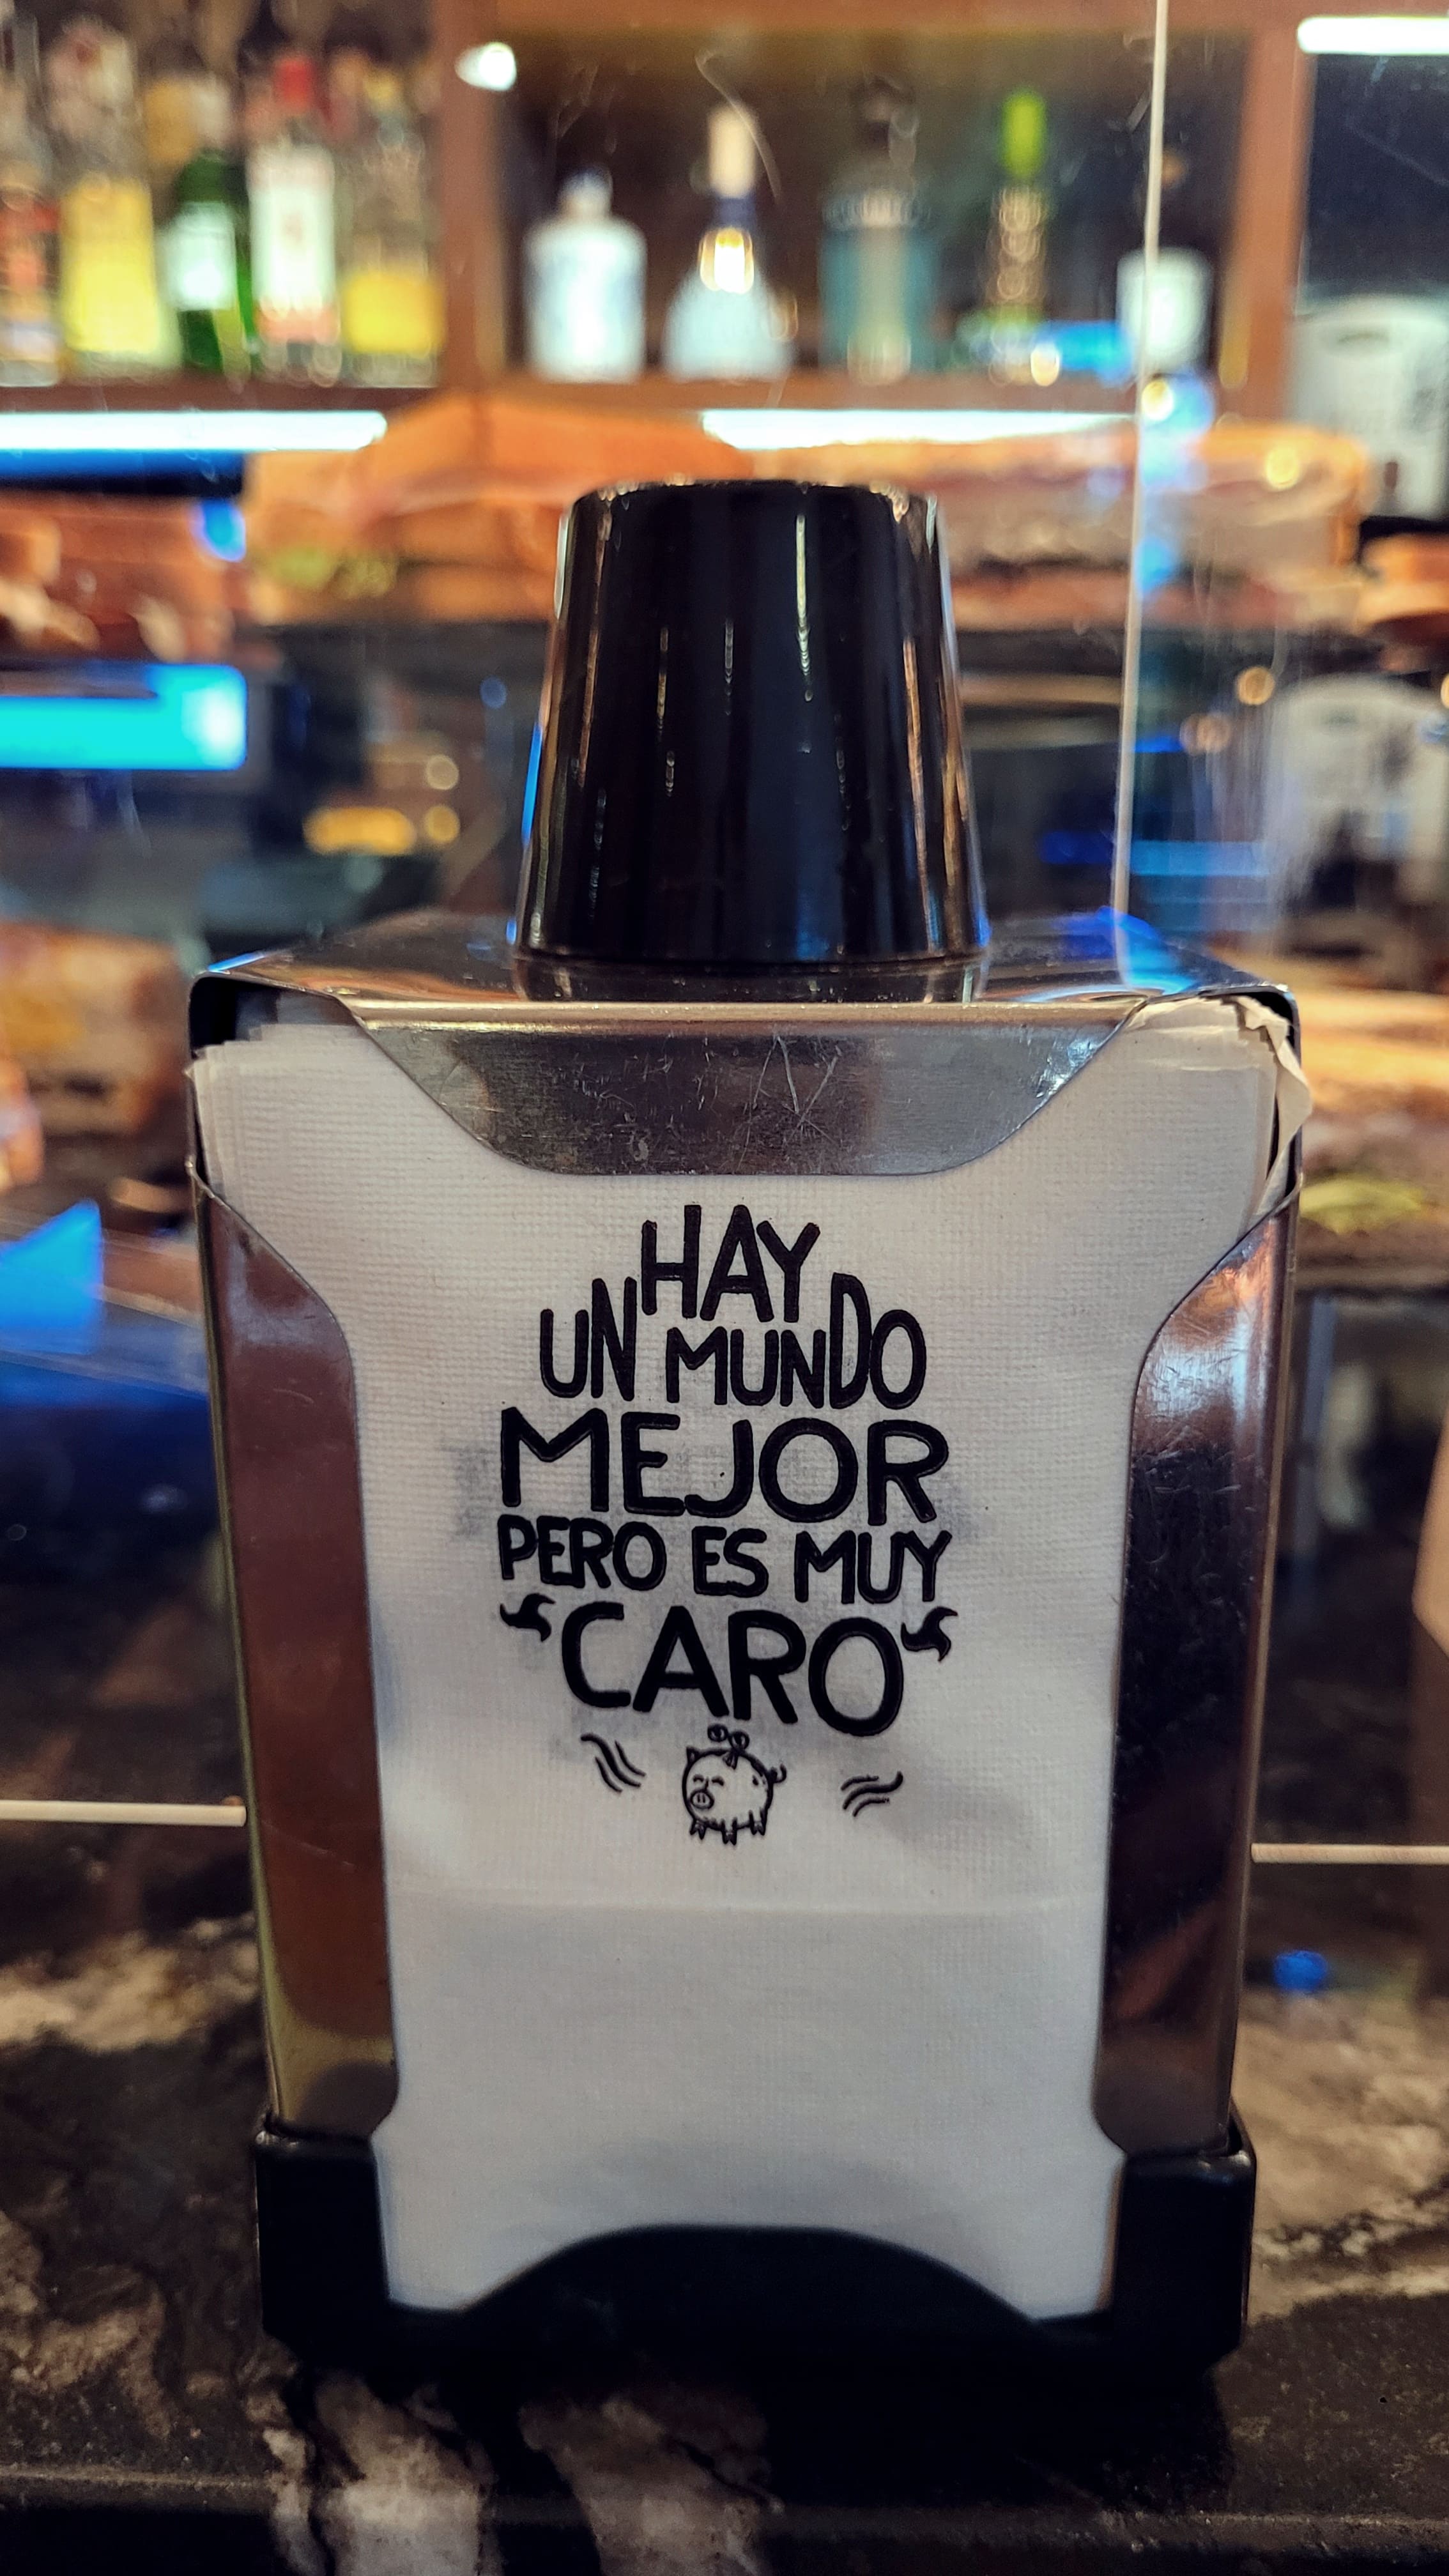 HAY
UN MUNDO
MEJOR
PERO ES MUY
CARO